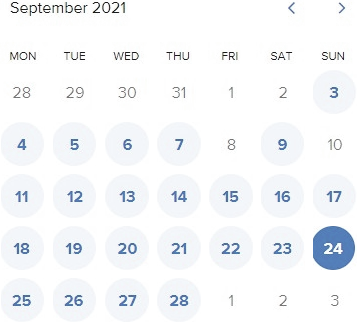 September 2021
MON TUE WED THU FRI SAT SUN
28 29 30 31 1 2 3
4 5 6 7 8 9 10
11 12 13 14 15 16 17
18 19 20 21 22 23 24
25 26 27 28 1 2 3